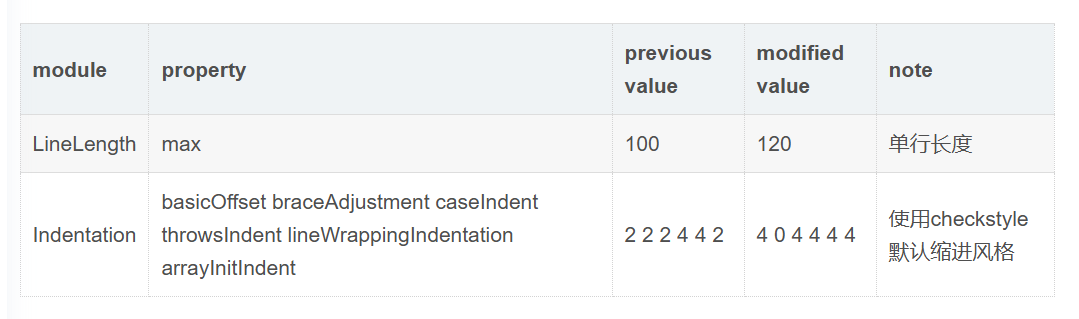 module property previous value modified value note
LineLength max 100 120 单行长度
Indentation basicOffset braceAdjustment caseIndent
throwsIndent lineWrappingIndentation
arrayInitIndent
2 2 2 4 4 2 4 0 4 4 4 4 使用checkstyle
默认缩进风格